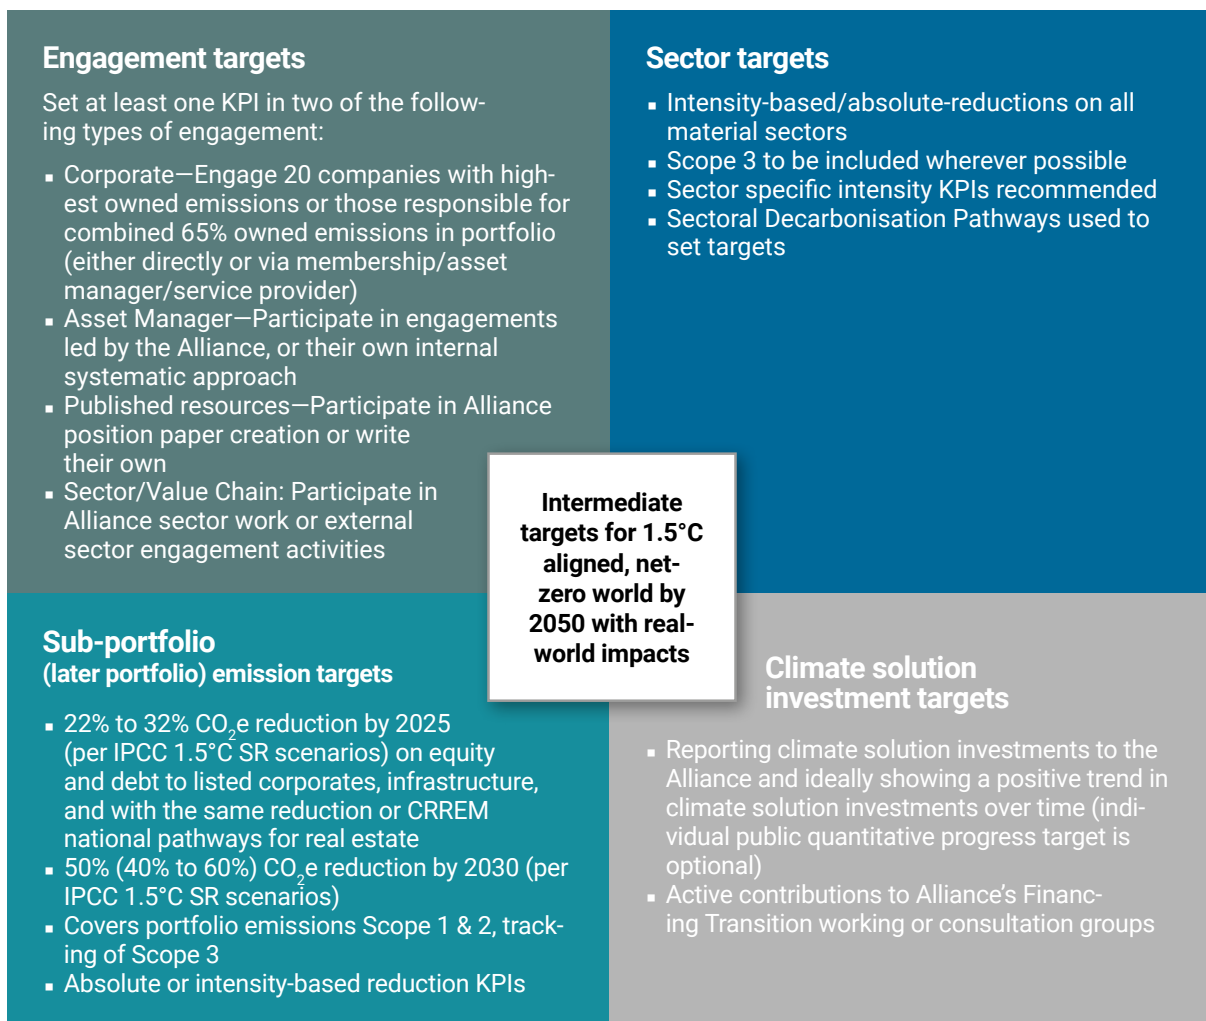 Engagement targets
Set at least one KPI in two of the follow-
ing types of engagement:
▪ Corporate—Engage 20 companies with high-
est owned emissions or those responsible for
combined 65% owned emissions in portfolio
(either directly or via membership/asset
manager/service provider)
▪ Asset Manager—Participate in engagements
led by the Alliance, or their own internal
systematic approach
▪ Published resources—Participate in Alliance
position paper creation or write
their own
▪ Sector/Value Chain: Participate in
Alliance sector work or external
sector engagement activities
Sector targets
▪ Intensity-based/absolute-reductions on all
material sectors
▪ Scope 3 to be included wherever possible
▪ Sector specific intensity KPIs recommended
▪ Sectoral Decarbonisation Pathways used to
set targets
Intermediate
targets for 1.5°C
aligned, net-
zero world by
2050 with real-
world impacts
Sub-portfolio
(later portfolio) emission targets
▪ 22% to 32% CO₂e reduction by 2025
(per IPCC 1.5°C SR scenarios) on equity
and debt to listed corporates, infrastructure,
and with the same reduction or CRREM
national pathways for real estate
▪ 50% (40% to 60%) CO₂e reduction by 2030 (per
IPCC 1.5°C SR scenarios)
▪ Covers portfolio emissions Scope 1 & 2, track-
ing of Scope 3
▪ Absolute or intensity-based reduction KPIs
Climate solution
investment targets
▪ Reporting climate solution investments to the
Alliance and ideally showing a positive trend in
climate solution investments over time (indi-
vidual public quantitative progress target is
optional)
▪ Active contributions to Alliance’s Financ-
ing Transition working or consultation groups